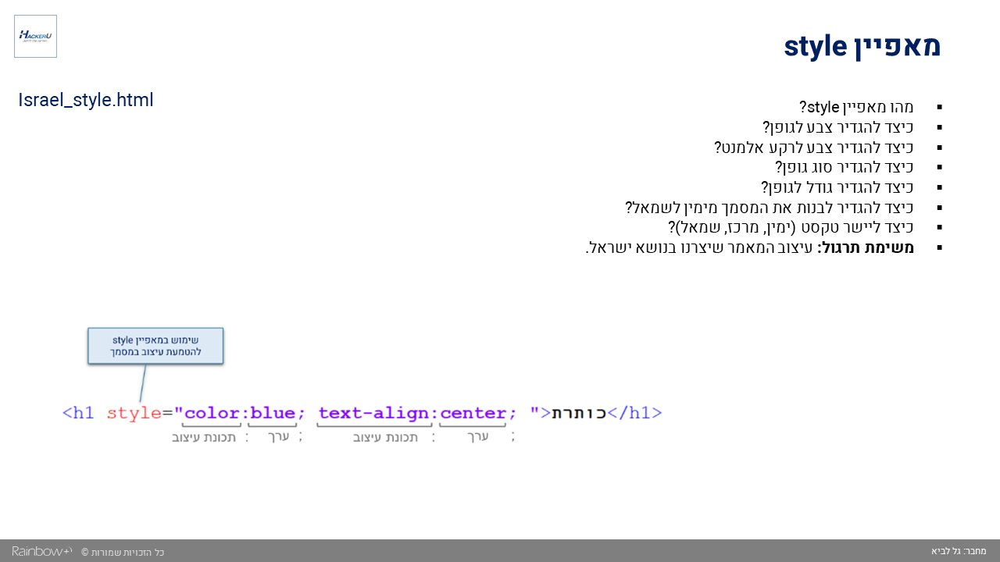 HACKERU
מאפיין style
Israel_style.html
▪ מהו מאפיין style?
▪ כיצד להגדיר צבע לגופן?
▪ כיצד להגדיר צבע לרקע אלמנט?
▪ כיצד להגדיר סוג גופן?
▪ כיצד להגדיר גודל לגופן?
▪ כיצד להגדיר לבנות את המסמך מימין לשמאל?
▪ כיצד ליישר טקסט (ימין, מרכז, שמאל)?
▪ משימת תרגול: עיצוב המאמר שיצרנו בנושא ישראל.
שימוש במאפיין style
להטמעת עיצוב במסמך
<h1 style="color:blue; text-align:center; ">כותרת</h1>
תכונת עיצוב : ערך ; תכונת עיצוב : ערך ;
Rainbow+
כל הזכויות שמורות ©
מחבר: גל לביא